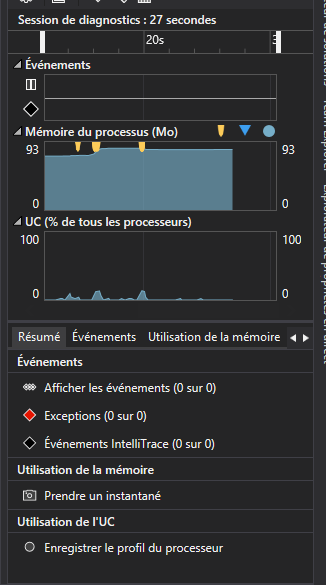 Session de diagnostics : 27 secondes
20s
Événements
Mémoire du processus (Mo)
93 93
0 0
UC (% de tous les processeurs)
100 100
0 0
Résumé Événements Utilisation de la mémoire
Événements
Afficher les événements (0 sur 0)
Exceptions (0 sur 0)
Événements IntelliTrace (0 sur 0)
Utilisation de la mémoire
Prendre un instantané
Utilisation de l'UC
Enregistrer le profil du processeur
Team Explorer